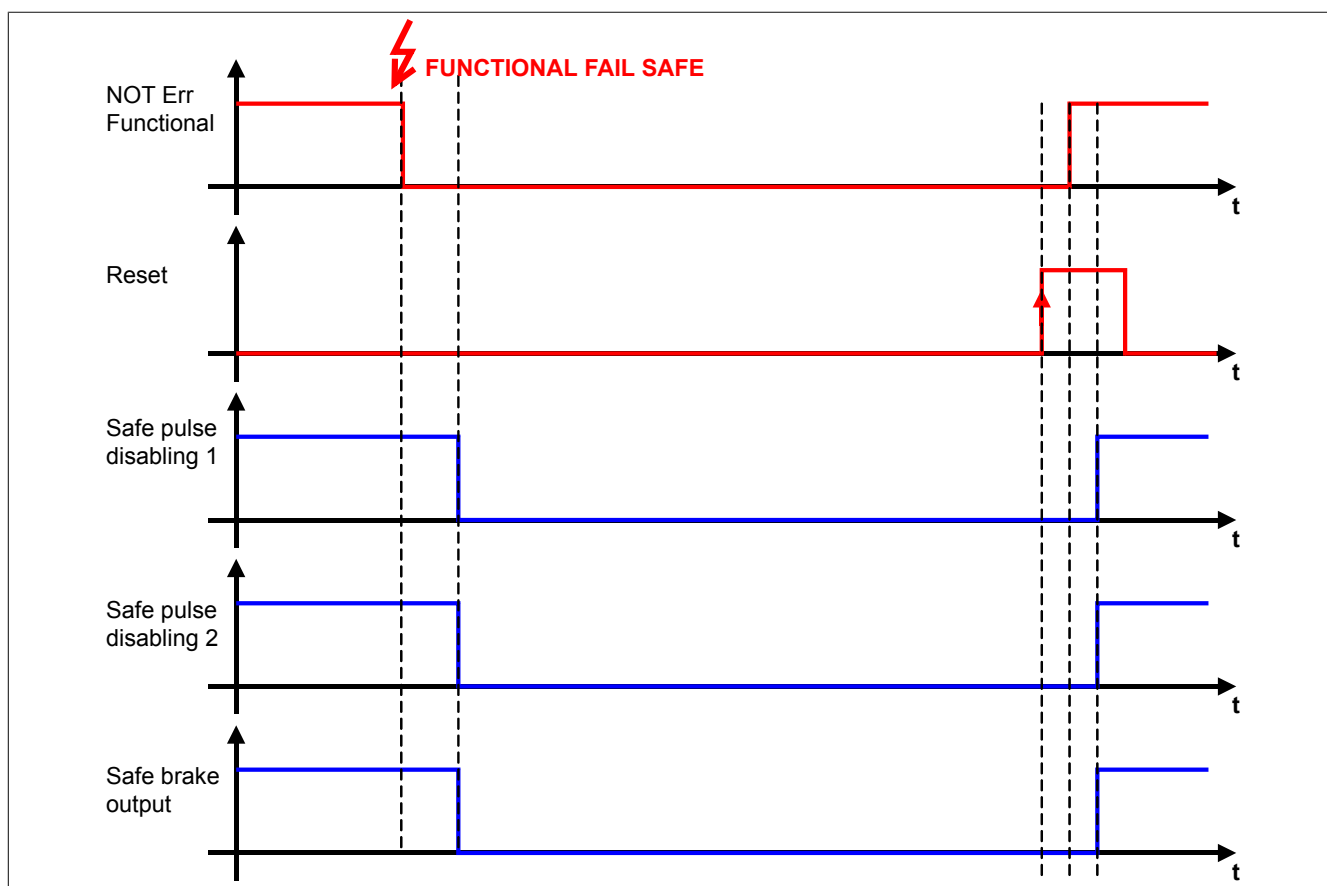 FUNCTIONAL FAIL SAFE
NOT Err
Functional
t
Reset
t
Safe pulse
disabling 1
t
Safe pulse
disabling 2
t
Safe brake
output
t